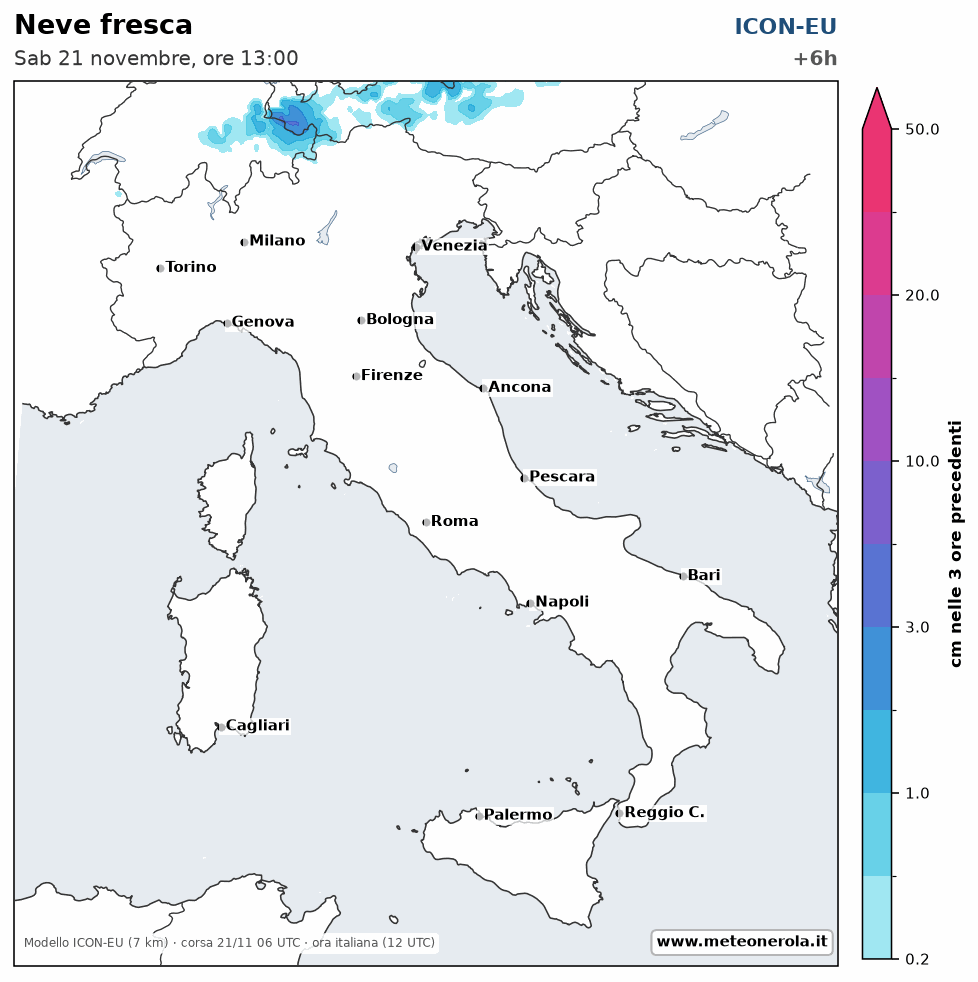 Neve fresca
ICON-EU
Sab 21 novembre, ore 13:00
+6h
50.0
20.0
10.0
3.0
1.0
0.2
cm nelle 3 ore precedenti
Milano
Venezia
Torino
Genova
Bologna
Firenze
Ancona
Pescara
Roma
Bari
Napoli
Cagliari
Palermo
Reggio C.
Modello ICON-EU (7 km) · corsa 21/11 06 UTC · ora italiana (12 UTC)
www.meteonerola.it